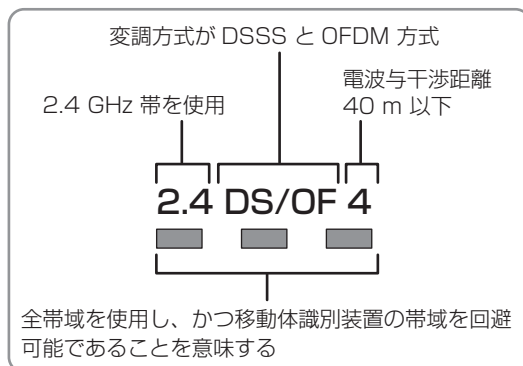 変調方式が DSSS と OFDM 方式
電波与干渉距離
40 m 以下
2.4 GHz 帯を使用
2.4 DS/OF 4
全帯域を使用し、かつ移動体識別装置の帯域を回避
可能であることを意味する